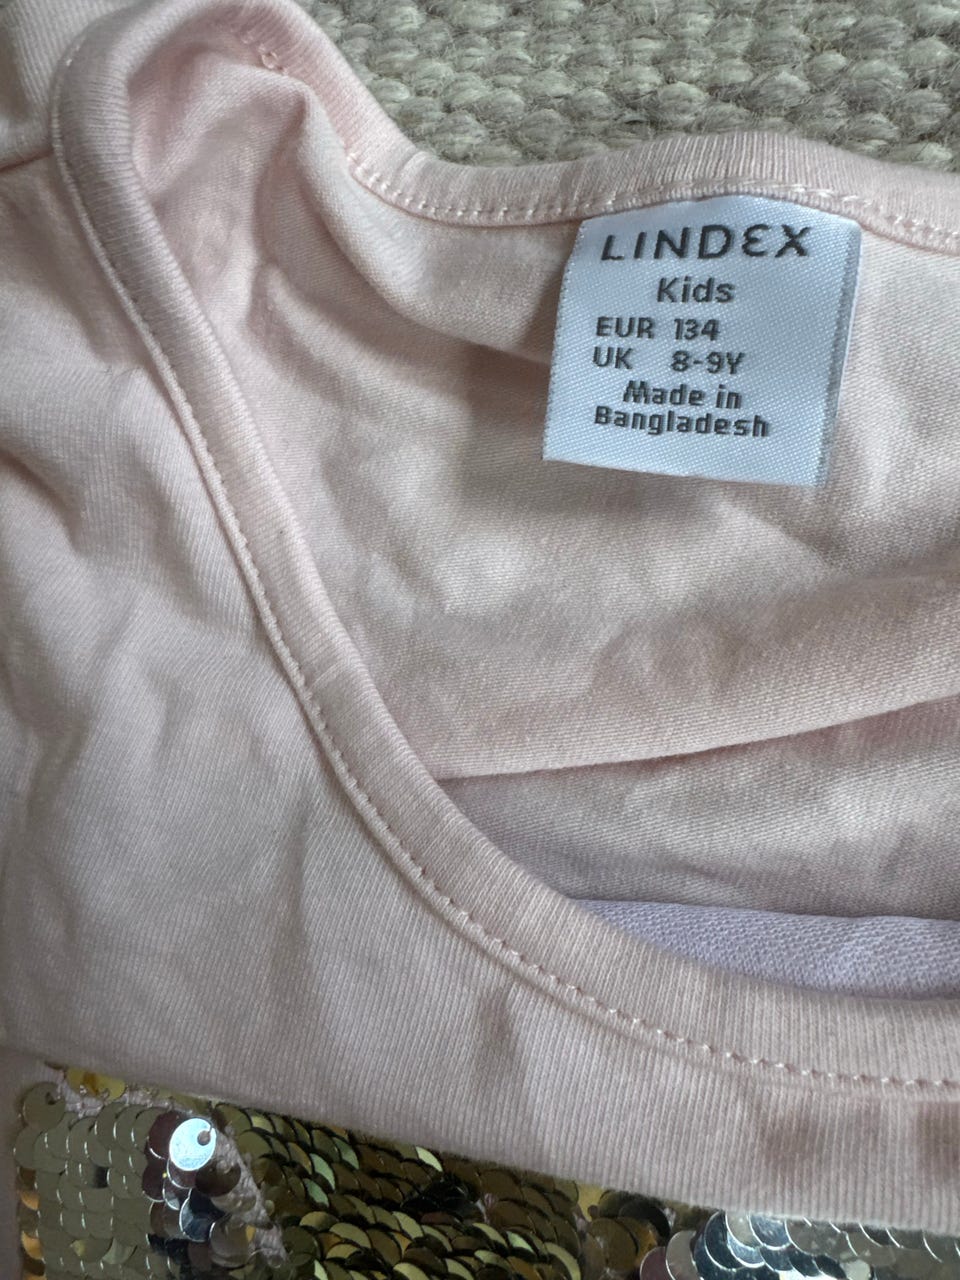 LINDEX
Kids
EUR 134
UK 8-9Y
Made in
Bangladesh